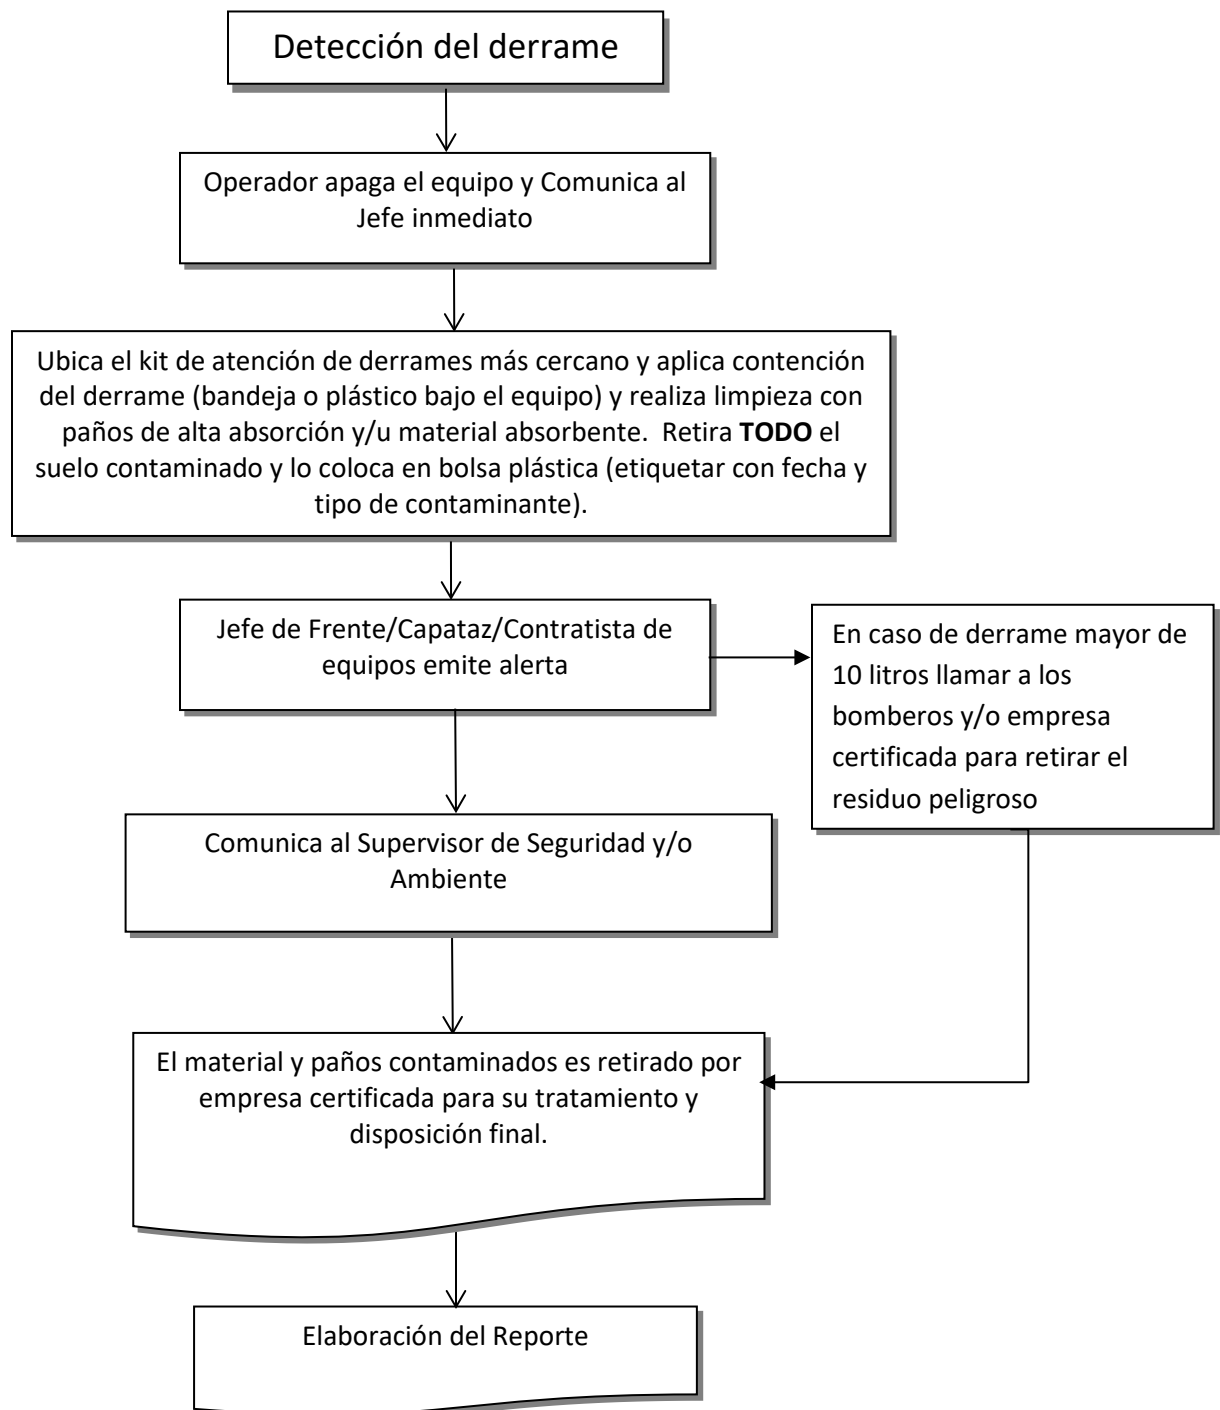 Detección del derrame
Operador apaga el equipo y Comunica al
Jefe inmediato
Ubica el kit de atención de derrames más cercano y aplica contención
del derrame (bandeja o plástico bajo el equipo) y realiza limpieza con
paños de alta absorción y/u material absorbente.  Retira TODO el
suelo contaminado y lo coloca en bolsa plástica (etiquetar con fecha y
tipo de contaminante).
Jefe de Frente/Capataz/Contratista de
equipos emite alerta
En caso de derrame mayor de
10 litros llamar a los
bomberos y/o empresa
certificada para retirar el
residuo peligroso
Comunica al Supervisor de Seguridad y/o
Ambiente
El material y paños contaminados es retirado por
empresa certificada para su tratamiento y
disposición final.
Elaboración del Reporte